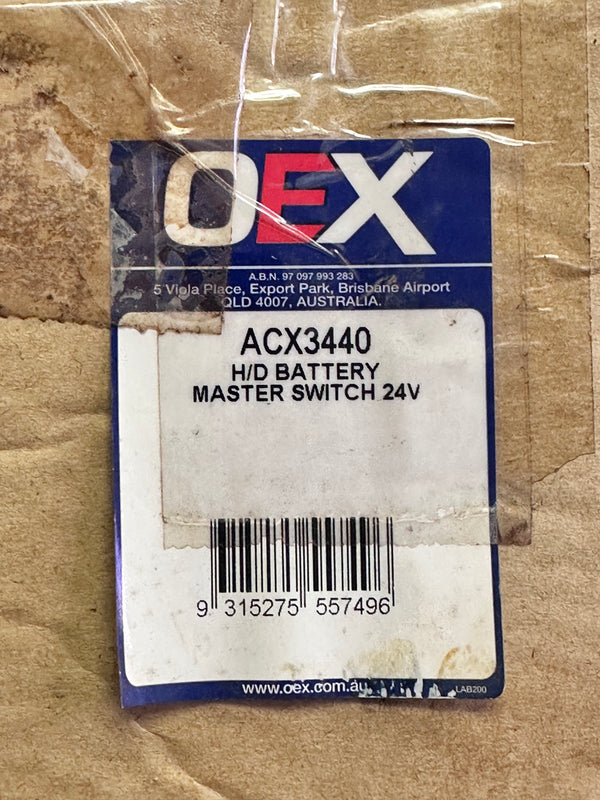 OEX
A.B.N. 97 097 993 283
5 Viola Place, Export Park, Brisbane Airport
QLD 4007, AUSTRALIA.
ACX3440
H/D BATTERY
MASTER SWITCH 24V
9 315275 557496
www.oex.com.au
LAB200